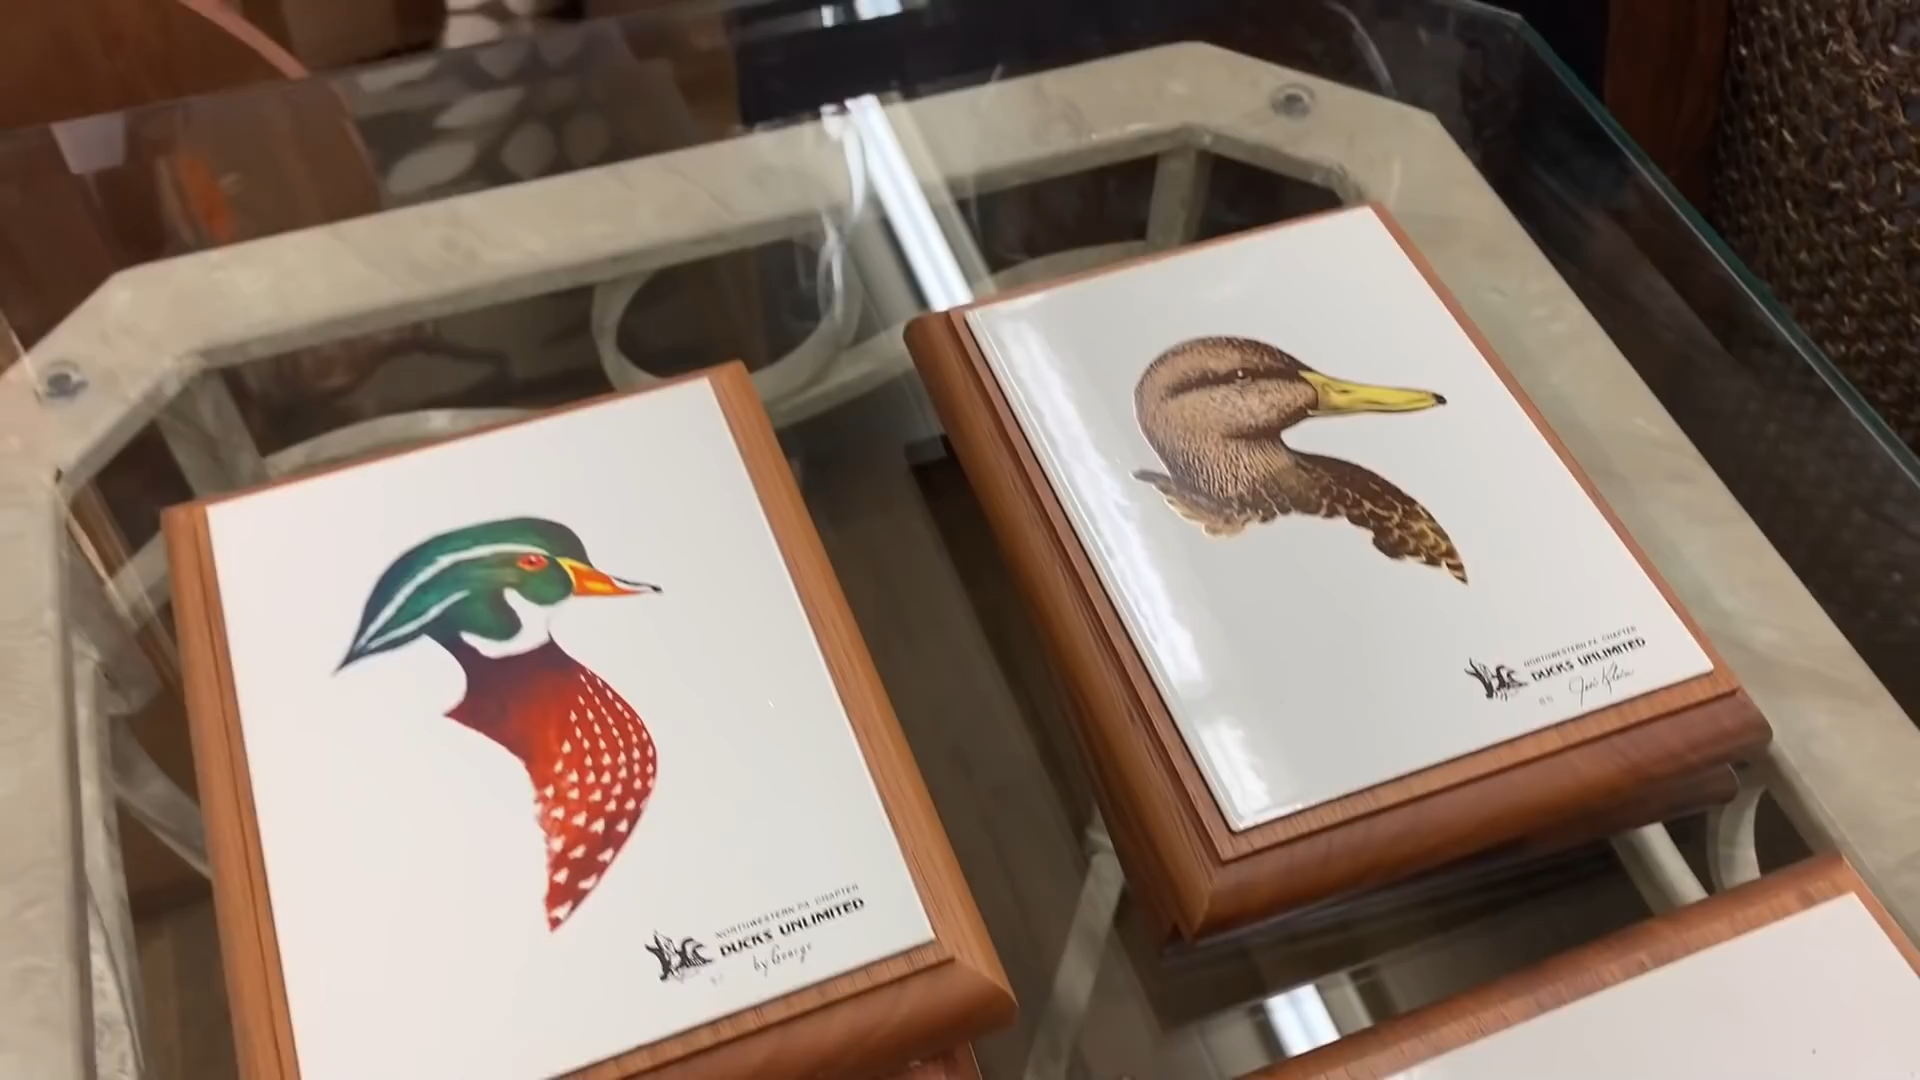 NORTHWESTERN PA. CHAPTER
DUCKS UNLIMITED
by George
NORTHWESTERN PA. CHAPTER
DUCKS UNLIMITED